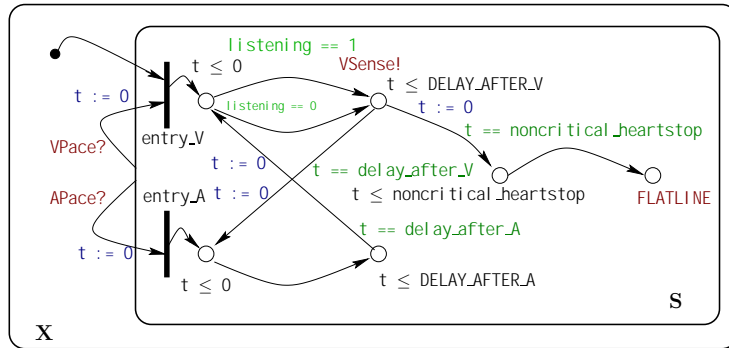 listening == 1
t ≤ 0
VSense!
t ≤ DELAY_AFTER_V
t := 0
listening == 0
t := 0
entry_V
t == noncritical_heartstop
VPace?
t := 0
t == delay_after_V
APace?
entry_A
t := 0
t ≤ noncritical_heartstop
FLATLINE
t == delay_after_A
t := 0
t ≤ 0
t ≤ DELAY_AFTER_A
S
X